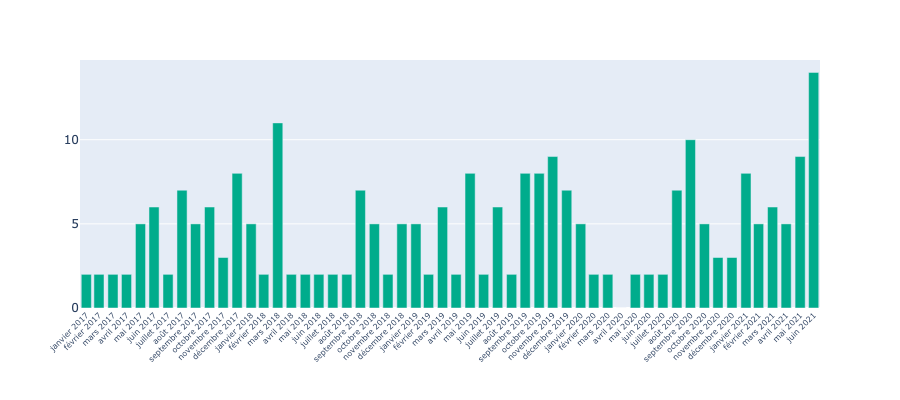 10
5
0
janvier 2017
février 2017
mars 2017
avril 2017
mai 2017
juin 2017
juillet 2017
août 2017
septembre 2017
octobre 2017
novembre 2017
décembre 2017
janvier 2018
février 2018
mars 2018
avril 2018
mai 2018
juin 2018
juillet 2018
août 2018
septembre 2018
octobre 2018
novembre 2018
décembre 2018
janvier 2019
février 2019
mars 2019
avril 2019
mai 2019
juin 2019
juillet 2019
août 2019
septembre 2019
octobre 2019
novembre 2019
décembre 2019
janvier 2020
février 2020
mars 2020
avril 2020
mai 2020
juin 2020
juillet 2020
août 2020
septembre 2020
octobre 2020
novembre 2020
décembre 2020
janvier 2021
février 2021
mars 2021
avril 2021
mai 2021
juin 2021